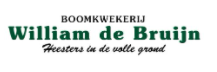 BOOMKWEKERIJ
William de Bruijn
Heesters in de volle grond